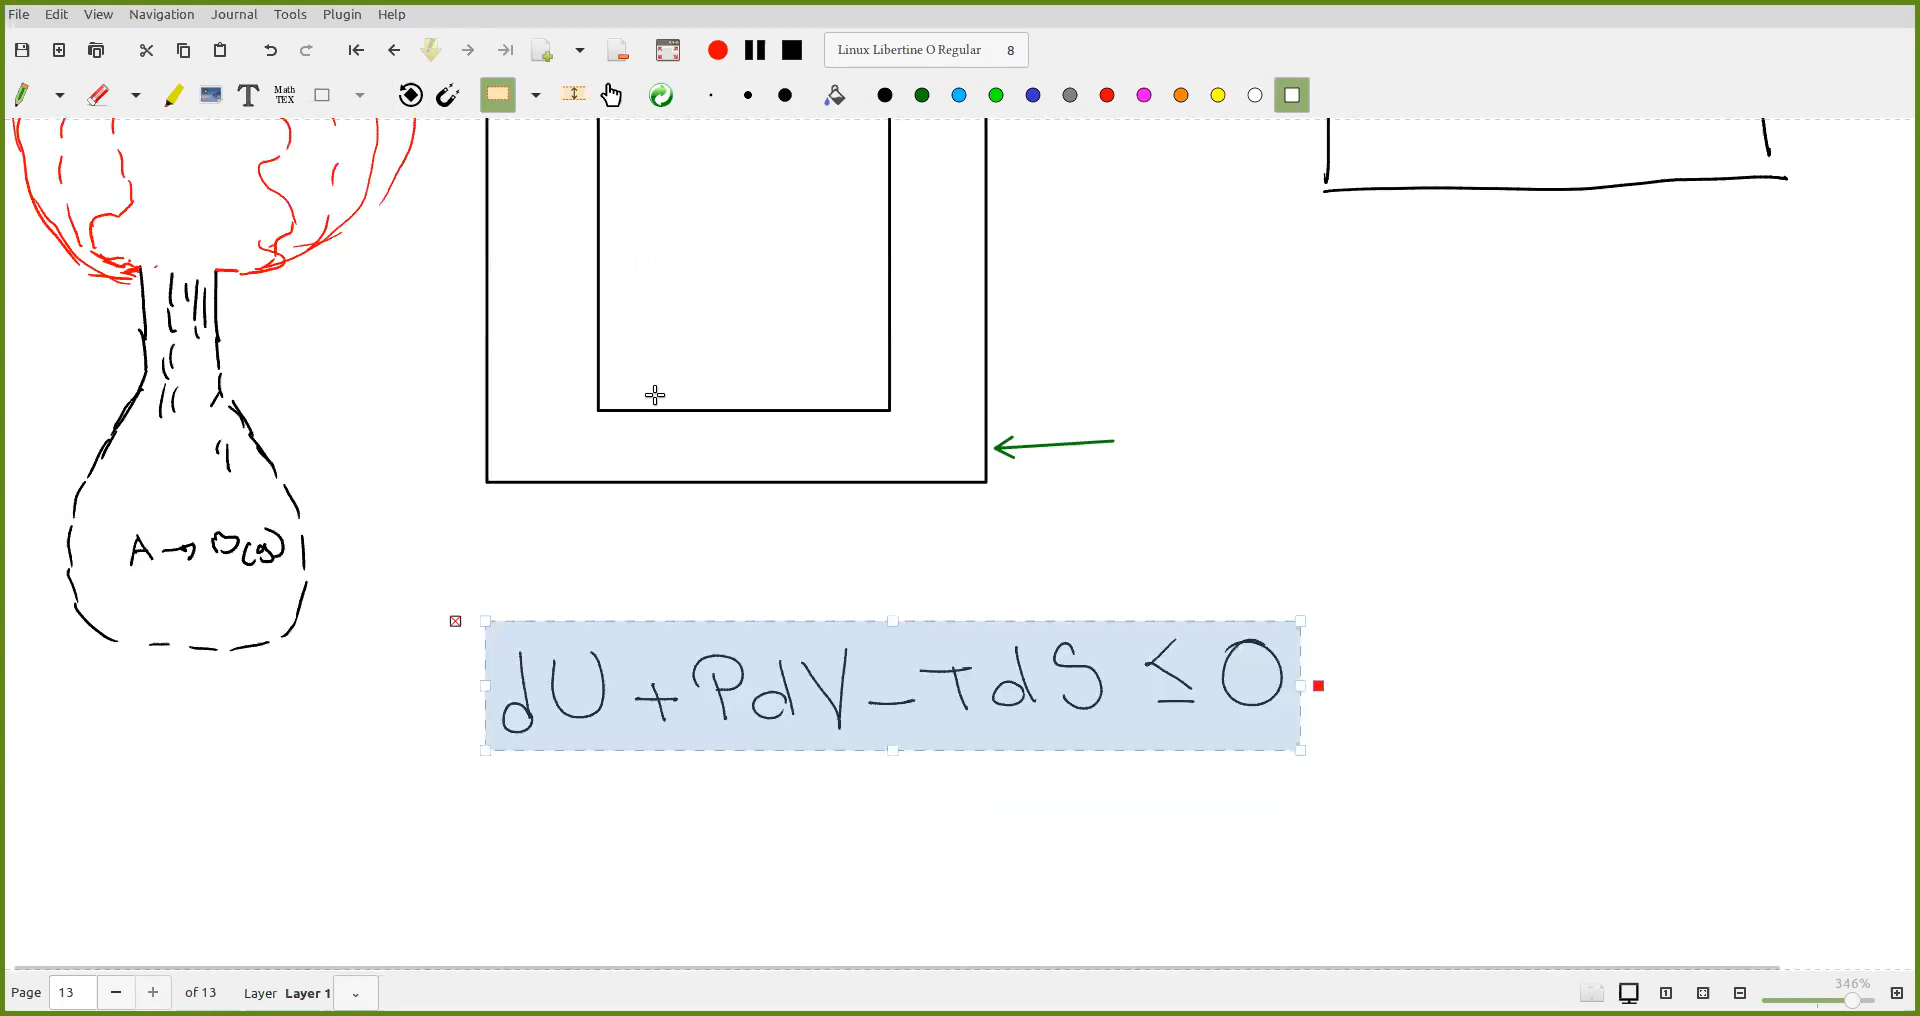 File Edit View Navigation Journal Tools Plugin Help
Linux Libertine O Regular 8
Math TEX
dU + PdV - TdS ≤ 0
Page 13 of 13 Layer Layer 1
346%